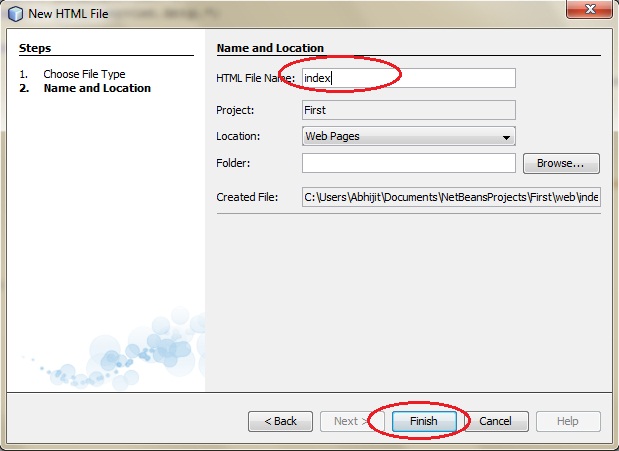 New HTML File
Steps
1. Choose File Type
2. Name and Location
Name and Location
HTML File Name: index
Project: First
Location: Web Pages
Folder: Browse...
Created File: C:\Users\Abhijit\Documents\NetBeansProjects\First\web\inde
< Back Next > Finish Cancel Help